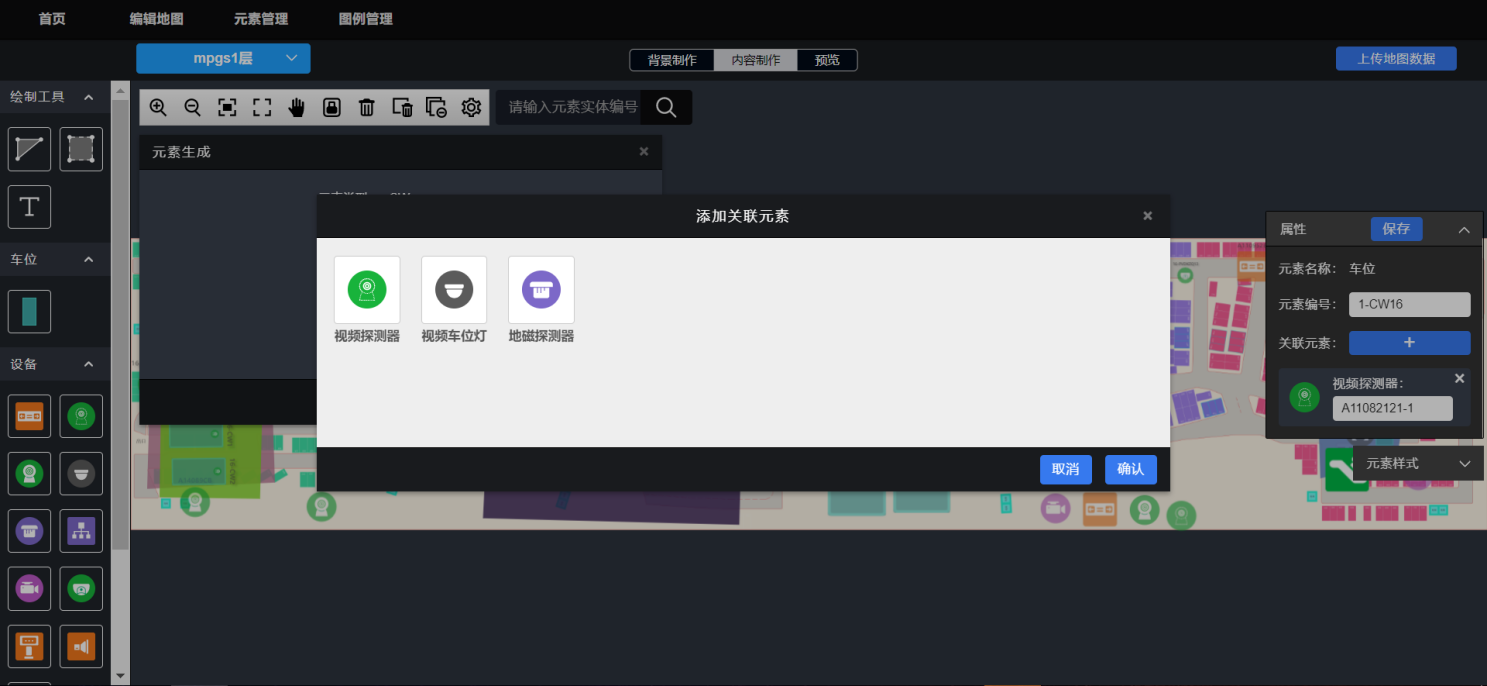 首页 编辑地图 元素管理 图例管理
mpgs1层
背景制作 内容制作 预览
上传地图数据
绘制工具
请输入元素实体编号
元素生成
添加关联元素
视频探测器 视频车位灯 地磁探测器
取消 确认
T
车位
设备
属性 保存
元素名称： 车位
元素编号： 1-CW16
关联元素： +
视频探测器：
A11082121-1
元素样式